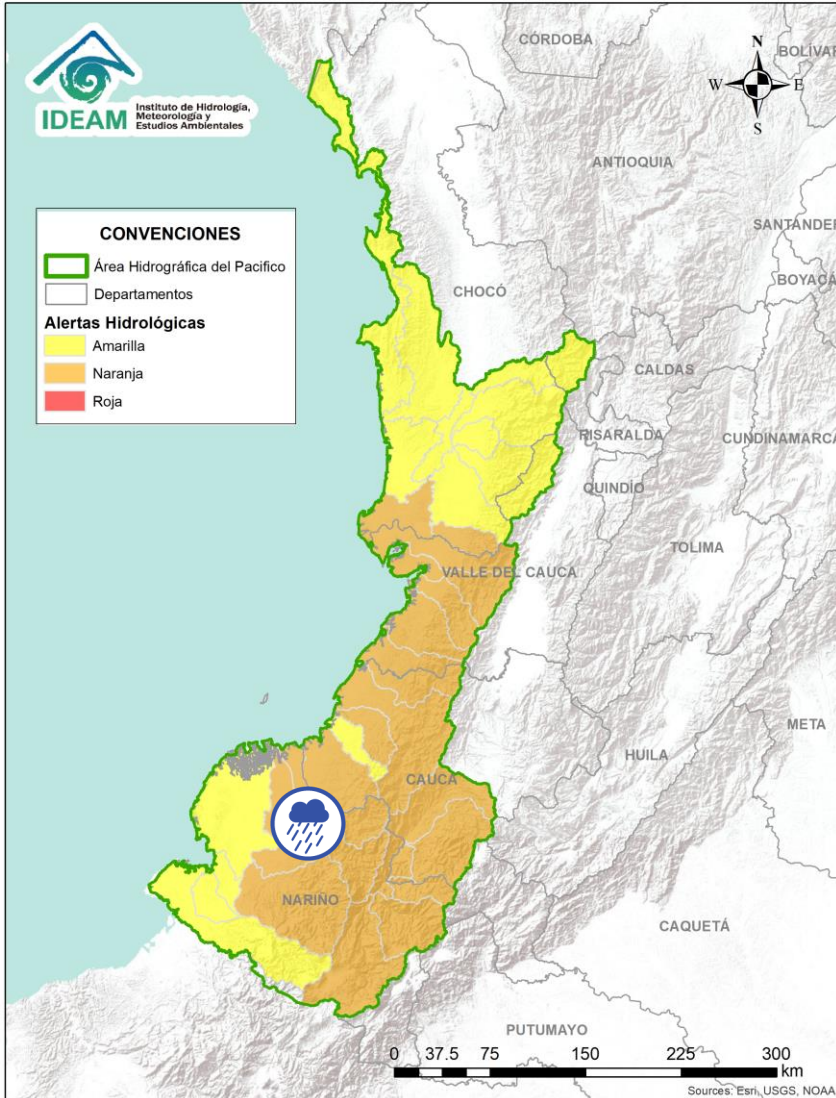 CÓRDOBA
BOLÍVAR
IDEAM
Instituto de Hidrología,
Meteorología y
Estudios Ambientales
N
W E
S
ANTIOQUIA
CONVENCIONES
Área Hidrográfica del Pacifico
Departamentos
Alertas Hidrológicas
Amarilla
Naranja
Roja
SANTANDER
BOYACÁ
CHOCÓ
CALDAS
RISARALDA
CUNDINAMARCA
QUINDÍO
TOLIMA
VALLE DEL CAUCA
META
HUILA
CAUCA
NARIÑO
CAQUETÁ
PUTUMAYO
0 37.5 75 150 225 300
km
Sources: Esri, USGS, NOAA